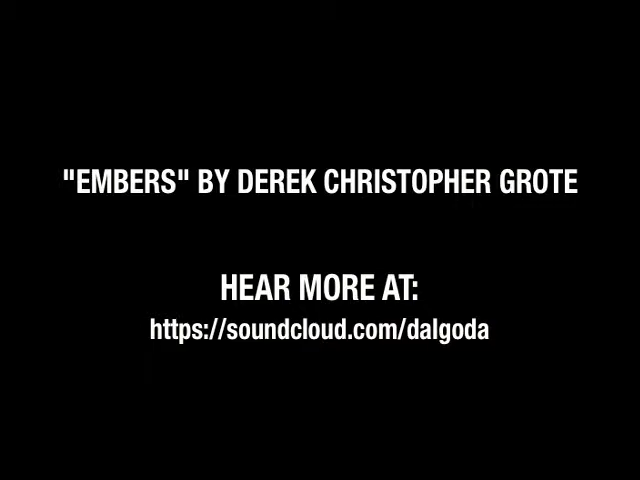 "EMBERS" BY DEREK CHRISTOPHER GROTE
HEAR MORE AT:
https://soundcloud.com/dalgoda